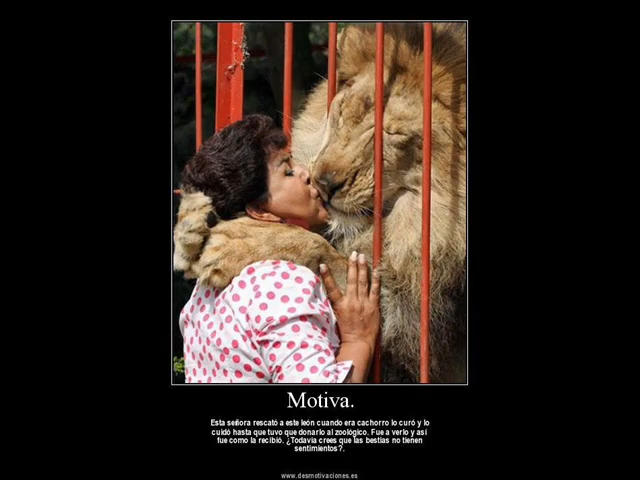 Motiva.
Esta señora rescató a este león cuando era cachorro lo curó y lo
cuidó hasta que tuvo que donarlo al zoológico. Fue a verlo y así
fue como la recibió. ¿Todavía crees que las bestias no tienen
sentimientos?.
www.desmotivaciones.es